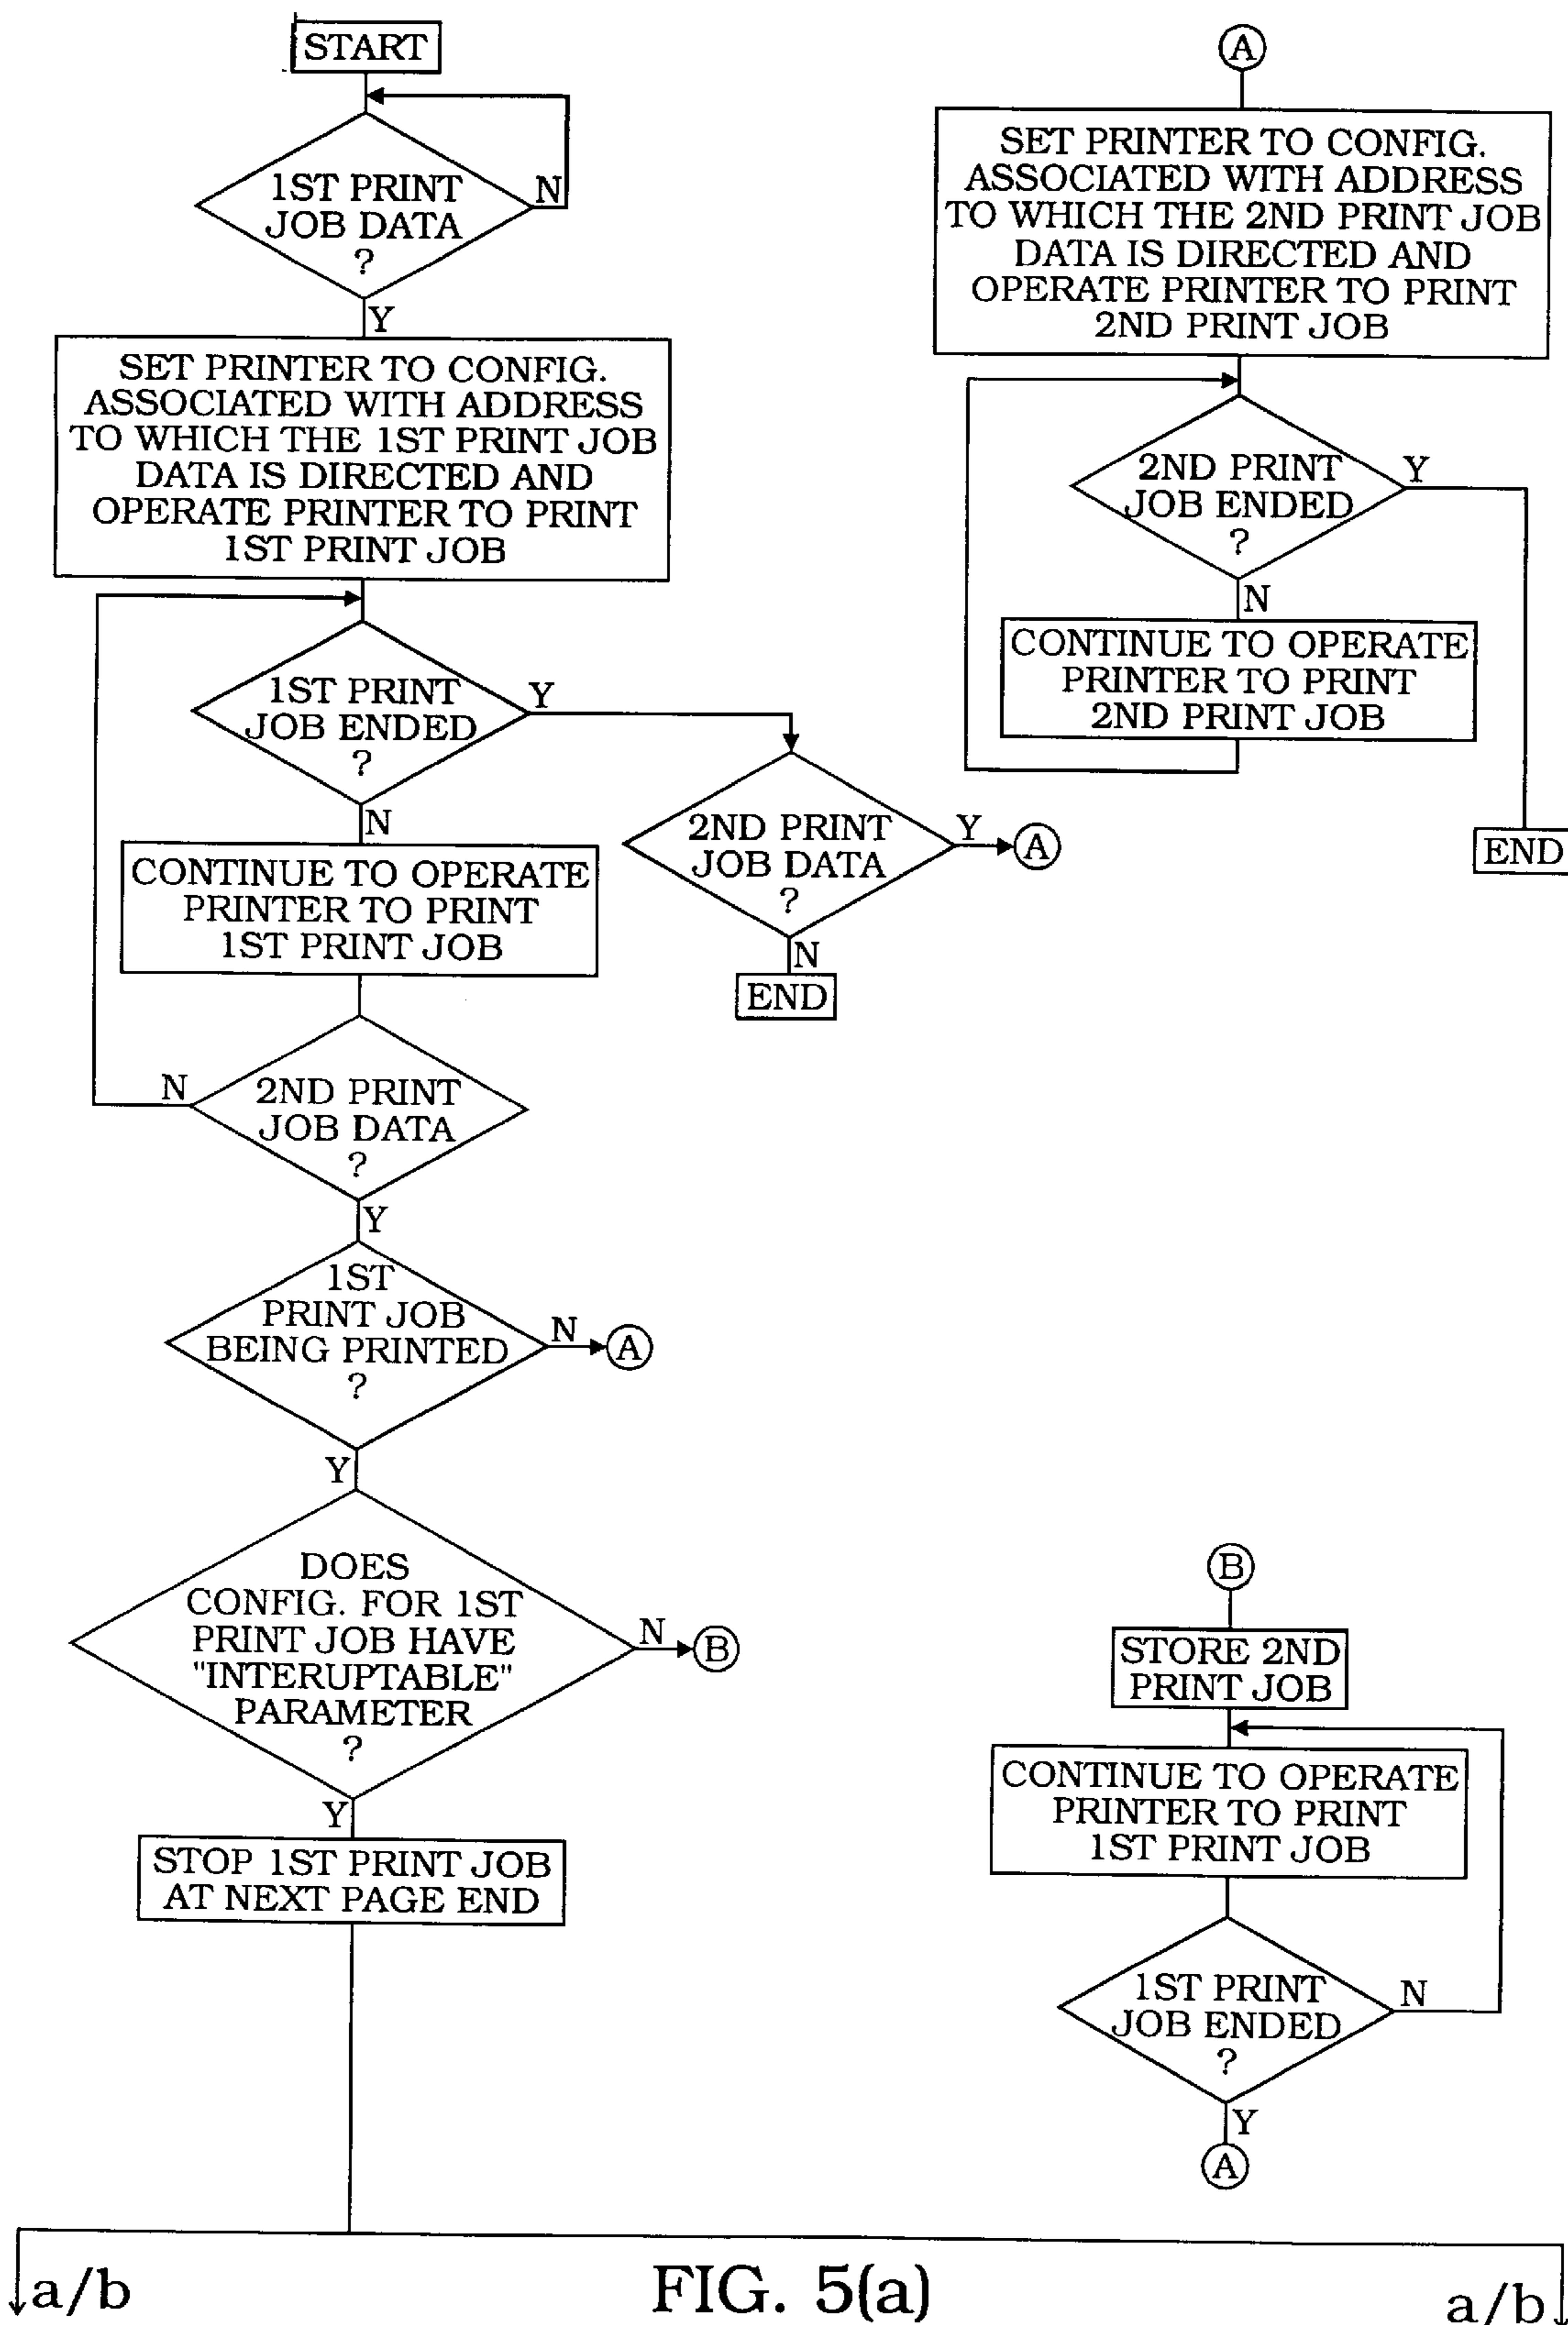 START
1ST PRINT
JOB DATA
?
N
Y
SET PRINTER TO CONFIG.
ASSOCIATED WITH ADDRESS
TO WHICH THE 1ST PRINT JOB
DATA IS DIRECTED AND
OPERATE PRINTER TO PRINT
1ST PRINT JOB
1ST PRINT
JOB ENDED
?
Y
N
2ND PRINT
JOB DATA
?
Y
A
N
END
CONTINUE TO OPERATE
PRINTER TO PRINT
1ST PRINT JOB
2ND PRINT
JOB DATA
?
N
Y
1ST
PRINT JOB
BEING PRINTED
?
N
A
Y
DOES
CONFIG. FOR 1ST
PRINT JOB HAVE
"INTERUPTABLE"
PARAMETER
?
N
B
Y
STOP 1ST PRINT JOB
AT NEXT PAGE END
A
SET PRINTER TO CONFIG.
ASSOCIATED WITH ADDRESS
TO WHICH THE 2ND PRINT JOB
DATA IS DIRECTED AND
OPERATE PRINTER TO PRINT
2ND PRINT JOB
2ND PRINT
JOB ENDED
?
Y
N
CONTINUE TO OPERATE
PRINTER TO PRINT
2ND PRINT JOB
END
B
STORE 2ND
PRINT JOB
CONTINUE TO OPERATE
PRINTER TO PRINT
1ST PRINT JOB
1ST PRINT
JOB ENDED
?
N
Y
A
a/b
FIG. 5(a)
a/b